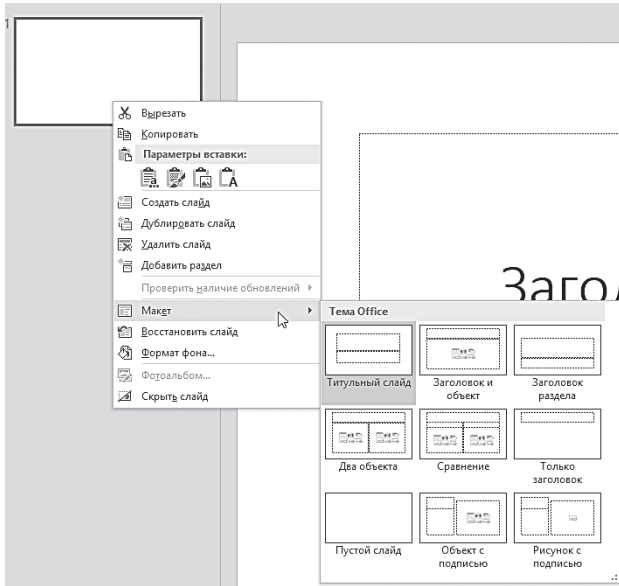 1
Вырезать
Копировать
Параметры вставки:
Создать слайд
Дублировать слайд
Удалить слайд
Добавить раздел
Проверить наличие обновлений
Макет
Восстановить слайд
Формат фона...
Фотоальбом...
Скрыть слайд
Загол
Тема Office
Титульный слайд
Заголовок и
объект
Заголовок
раздела
Два объекта
Сравнение
Только
заголовок
Пустой слайд
Объект с
подписью
Рисунок с
подписью